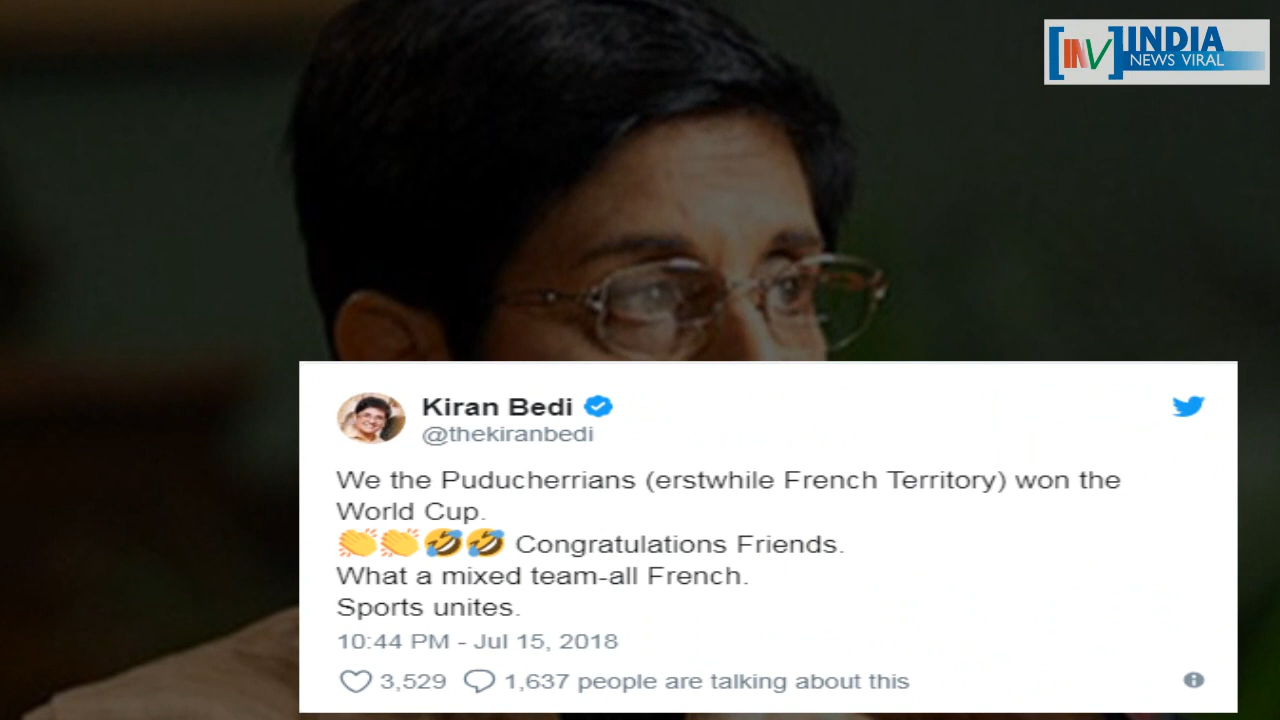 [INV] INDIA
NEWS VIRAL
Kiran Bedi
@thekiranbedi
We the Puducherrians (erstwhile French Territory) won the
World Cup.
👏👏🤣🤣 Congratulations Friends.
What a mixed team-all French.
Sports unites.
10:44 PM - Jul 15, 2018
3,529 1,637 people are talking about this